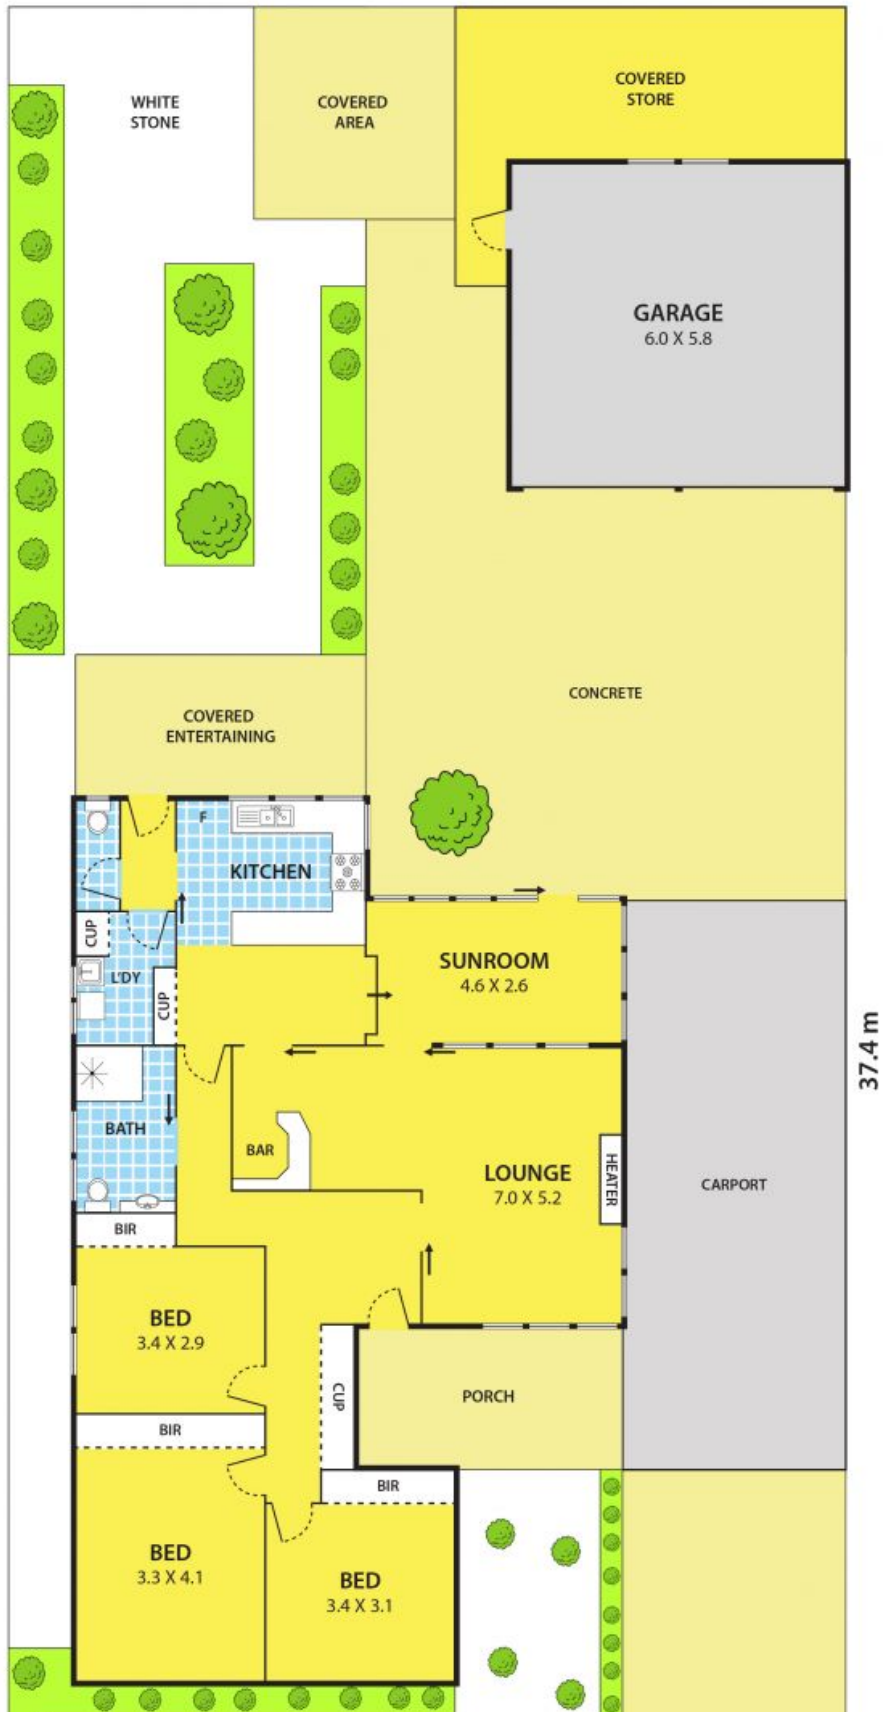 WHITE
STONE
COVERED
AREA
COVERED
STORE
GARAGE
6.0 X 5.8
CONCRETE
COVERED
ENTERTAINING
F
KITCHEN
CUP
L'DY
CUP
SUNROOM
4.6 X 2.6
37.4 m
BATH
BAR
LOUNGE
7.0 X 5.2
HEATER
CARPORT
BIR
BED
3.4 X 2.9
CUP
PORCH
BIR
BIR
BED
3.3 X 4.1
BED
3.4 X 3.1